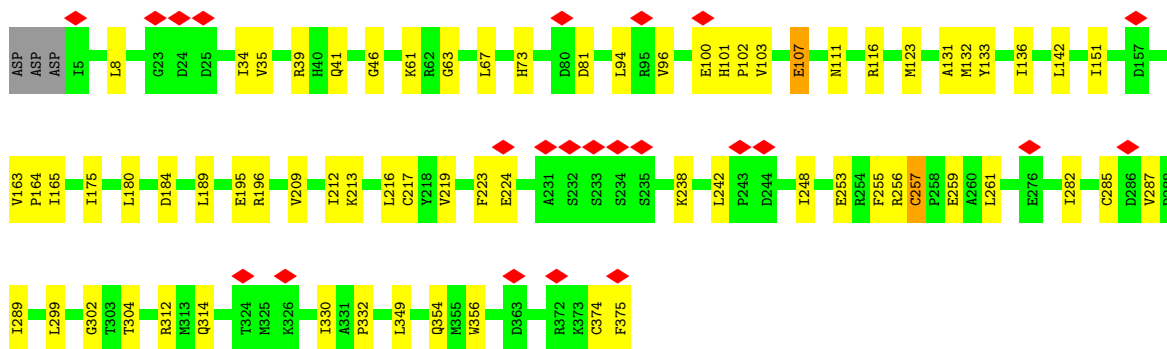 ASP ASP ASP I5 L8 G23 D24 D25 I34 V35 R39 H40 Q41 G46 K61 R62 G63 L67 H73 D80 D81 L94 R95 V96 E100 H101 P102 V103 E107 N111 R116 M123 A131 M132 Y133 I136 L142 I151 D157
V163 P164 I165 I175 L180 D184 L189 E195 R196 V209 I212 K213 L216 C217 Y218 V219 F223 E224 A231 S232 S233 S234 S235 K238 L242 P243 D244 I248 E253 R254 F255 R256 C257 P258 E259 A260 L261 E276 I282 C285 D286 V287
I289 L299 G302 T303 T304 R312 M313 Q314 T324 M325 K326 I330 A331 P332 L349 Q354 M355 W356 D363 R372 K373 C374 F375